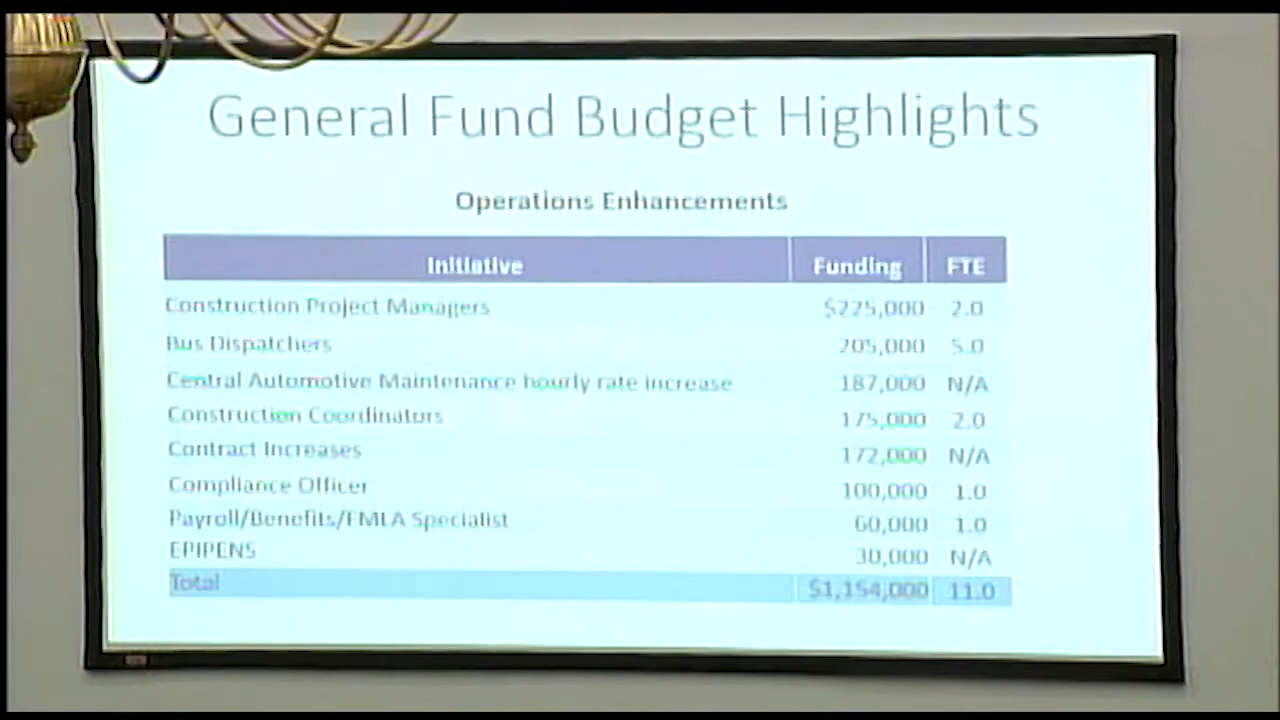 General Fund Budget Highlights
Operations Enhancements
Initiative Funding FTE
Construction Project Managers $225,000 2.0
Bus Dispatchers 205,000 5.0
Central Automotive Maintenance hourly rate increase 187,000 N/A
Construction Coordinators 175,000 2.0
Contract Increases 172,000 N/A
Compliance Officer 100,000 1.0
Payroll/Benefits/FMLA Specialist 60,000 1.0
EPIPENS 30,000 N/A
Total $1,154,000 11.0